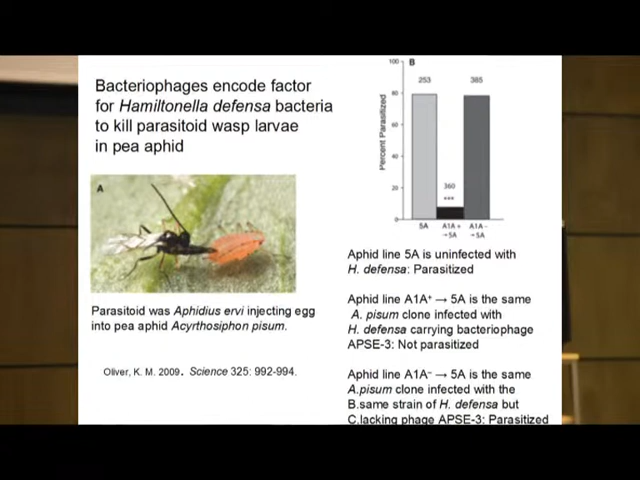 Bacteriophages encode factor
for Hamiltonella defensa bacteria
to kill parasitoid wasp larvae
in pea aphid
A
Parasitoid was Aphidius ervi injecting egg
into pea aphid Acyrthosiphon pisum.
Oliver, K. M. 2009. Science 325: 992-994.
B
Percent Parasitized
100
80
60
40
20
0
253
360
***
385
5A
A1A +
→5A
A1A −
→5A
Aphid line 5A is uninfected with
H. defensa: Parasitized
Aphid line A1A⁺ → 5A is the same
A. pisum clone infected with
H. defensa carrying bacteriophage
APSE-3: Not parasitized
Aphid line A1A⁻ → 5A is the same
A.pisum clone infected with the
B.same strain of H. defensa but
C.lacking phage APSE-3: Parasitized